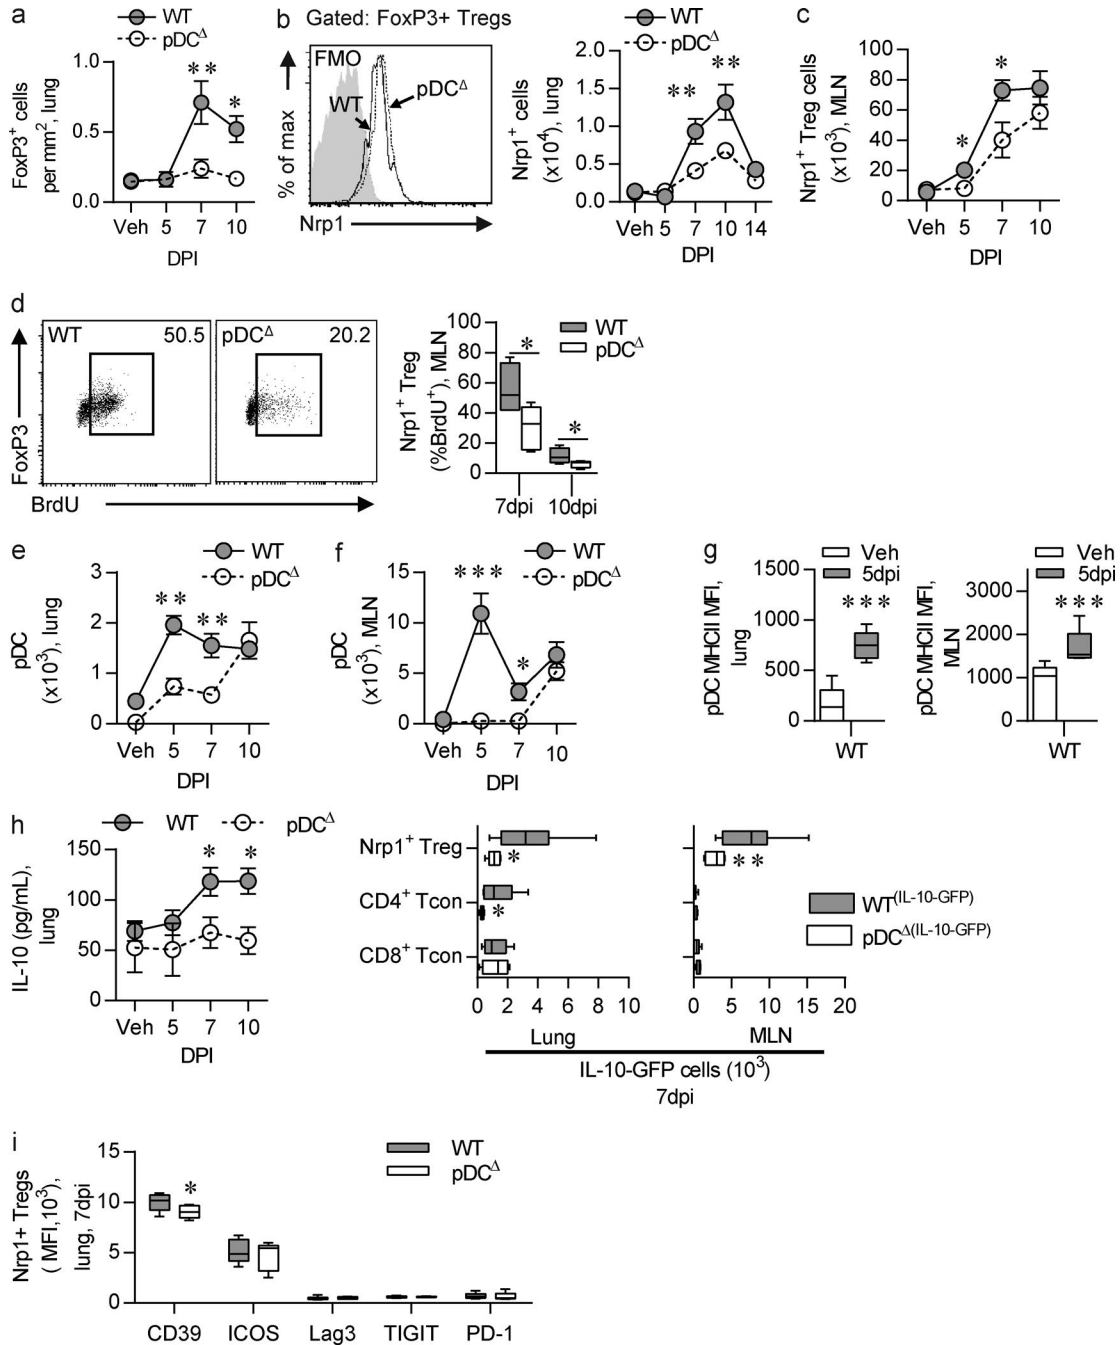 a
WT
pDCΔ
FoxP3+ cells
per mm2, lung
1.0
0.5
0.0
**
*
Veh 5 7 10
DPI
b Gated: FoxP3+ Tregs
FMO
WT
pDCΔ
% of max
Nrp1
WT
pDCΔ
Nrp1+ cells
(x10⁴), lung
2.0
1.5
1.0
0.5
0.0
**
**
Veh 5 7 10 14
DPI
c
WT
pDCΔ
Nrp1+ Treg cells
(x10³), MLN
100
80
60
40
20
0
*
*
Veh 5 7 10
DPI
d
WT 50.5
pDCΔ 20.2
FoxP3
BrdU
Nrp1+ Treg
(%BrdU+), MLN
100
80
60
40
20
0
WT
pDCΔ
*
*
7dpi 10dpi
e
WT
pDCΔ
pDC
(x10³), lung
3
2
1
0
**
**
Veh 5 7 10
DPI
f
WT
pDCΔ
pDC
(x10³), MLN
15
10
5
0
***
*
Veh 5 7 10
DPI
g
Veh
5dpi
pDC MHCII MFI,
lung
1500
1000
500
0
***
WT
Veh
5dpi
pDC MHCII MFI,
MLN
3000
2000
1000
0
***
WT
h
WT
pDCΔ
IL-10 (pg/mL),
lung
150
100
50
0
* *
Veh 5 7 10
DPI
Nrp1+ Treg
CD4+ Tcon
CD8+ Tcon
*
*
0 2 4 6 8 10
Lung
**
0 5 10 15 20
MLN
WT(IL-10-GFP)
pDCΔ(IL-10-GFP)
IL-10-GFP cells (10³)
7dpi
i
WT
pDCΔ
Nrp1+ Tregs
( MFI,10³),
lung, 7dpi
15
10
5
0
*
CD39 ICOS Lag3 TIGIT PD-1